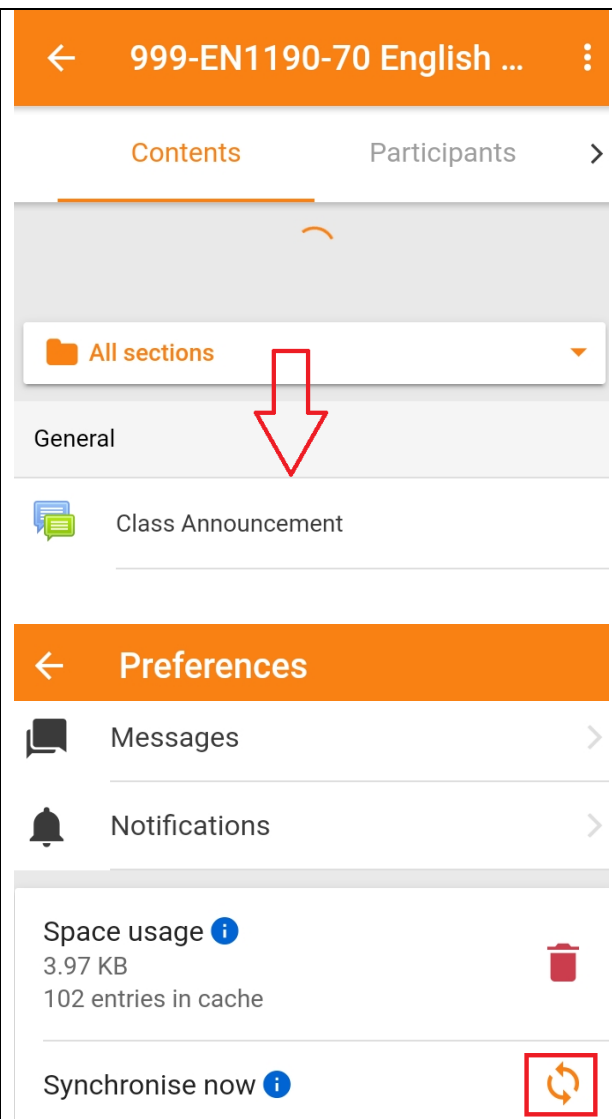 999-EN1190-70 English ...
Contents Participants
All sections
General
Class Announcement
Preferences
Messages
Notifications
Space usage
3.97 KB
102 entries in cache
Synchronise now